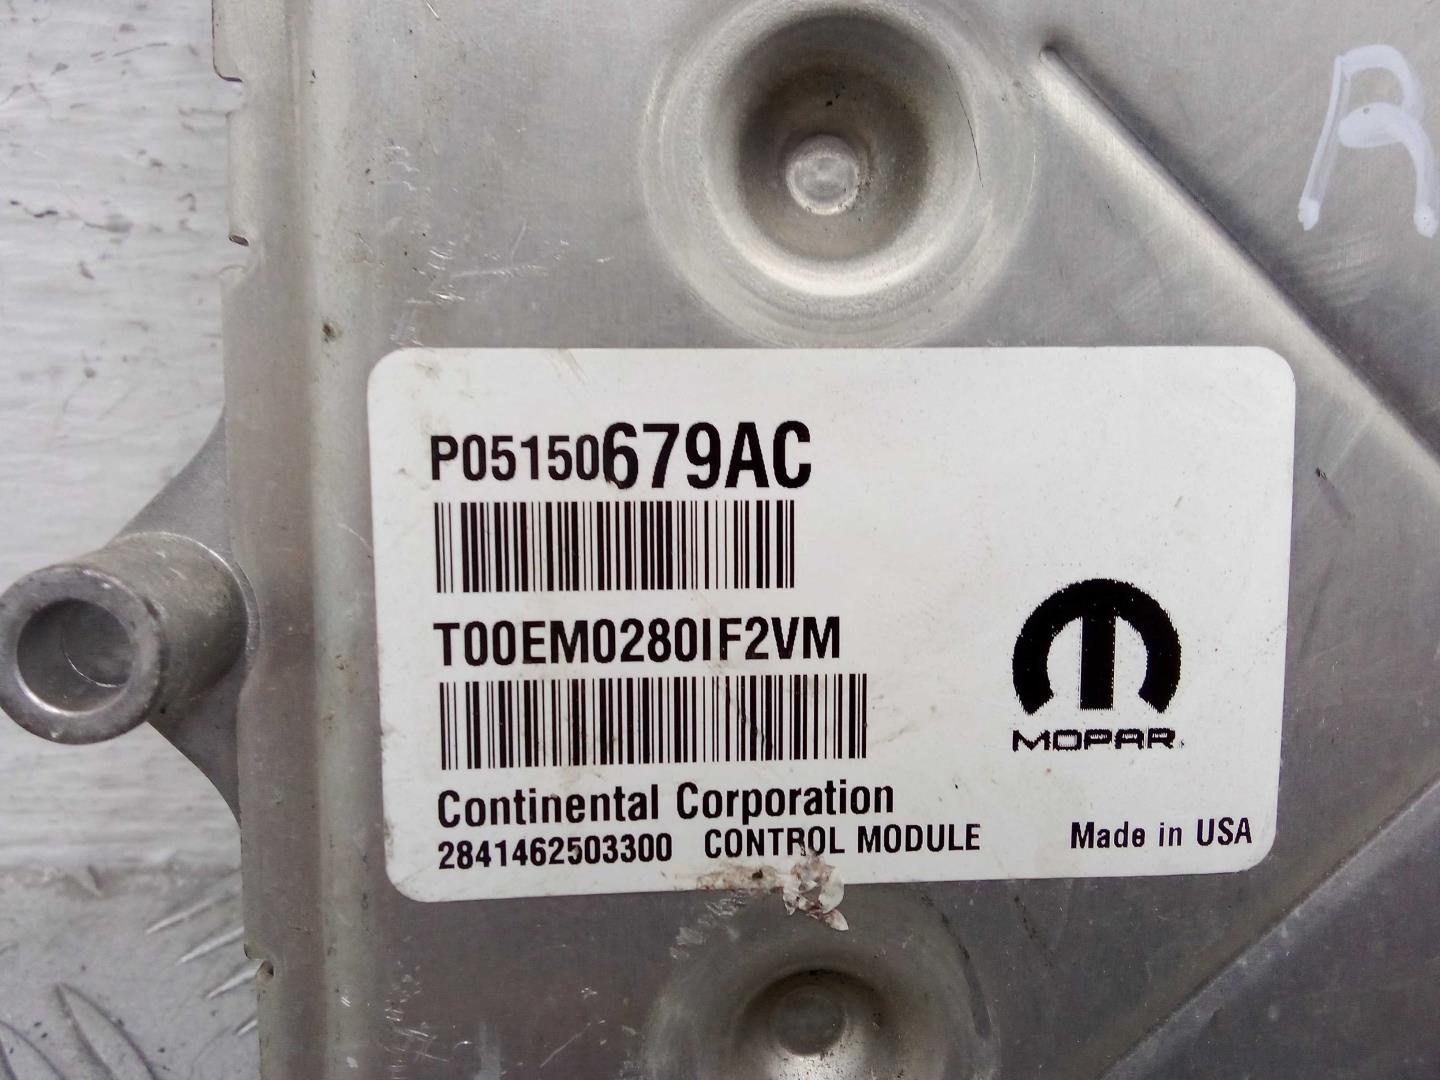 R
P05150679AC
T00EM0280IF2VM
MOPAR
Continental Corporation
2841462503300 CONTROL MODULE
Made in USA